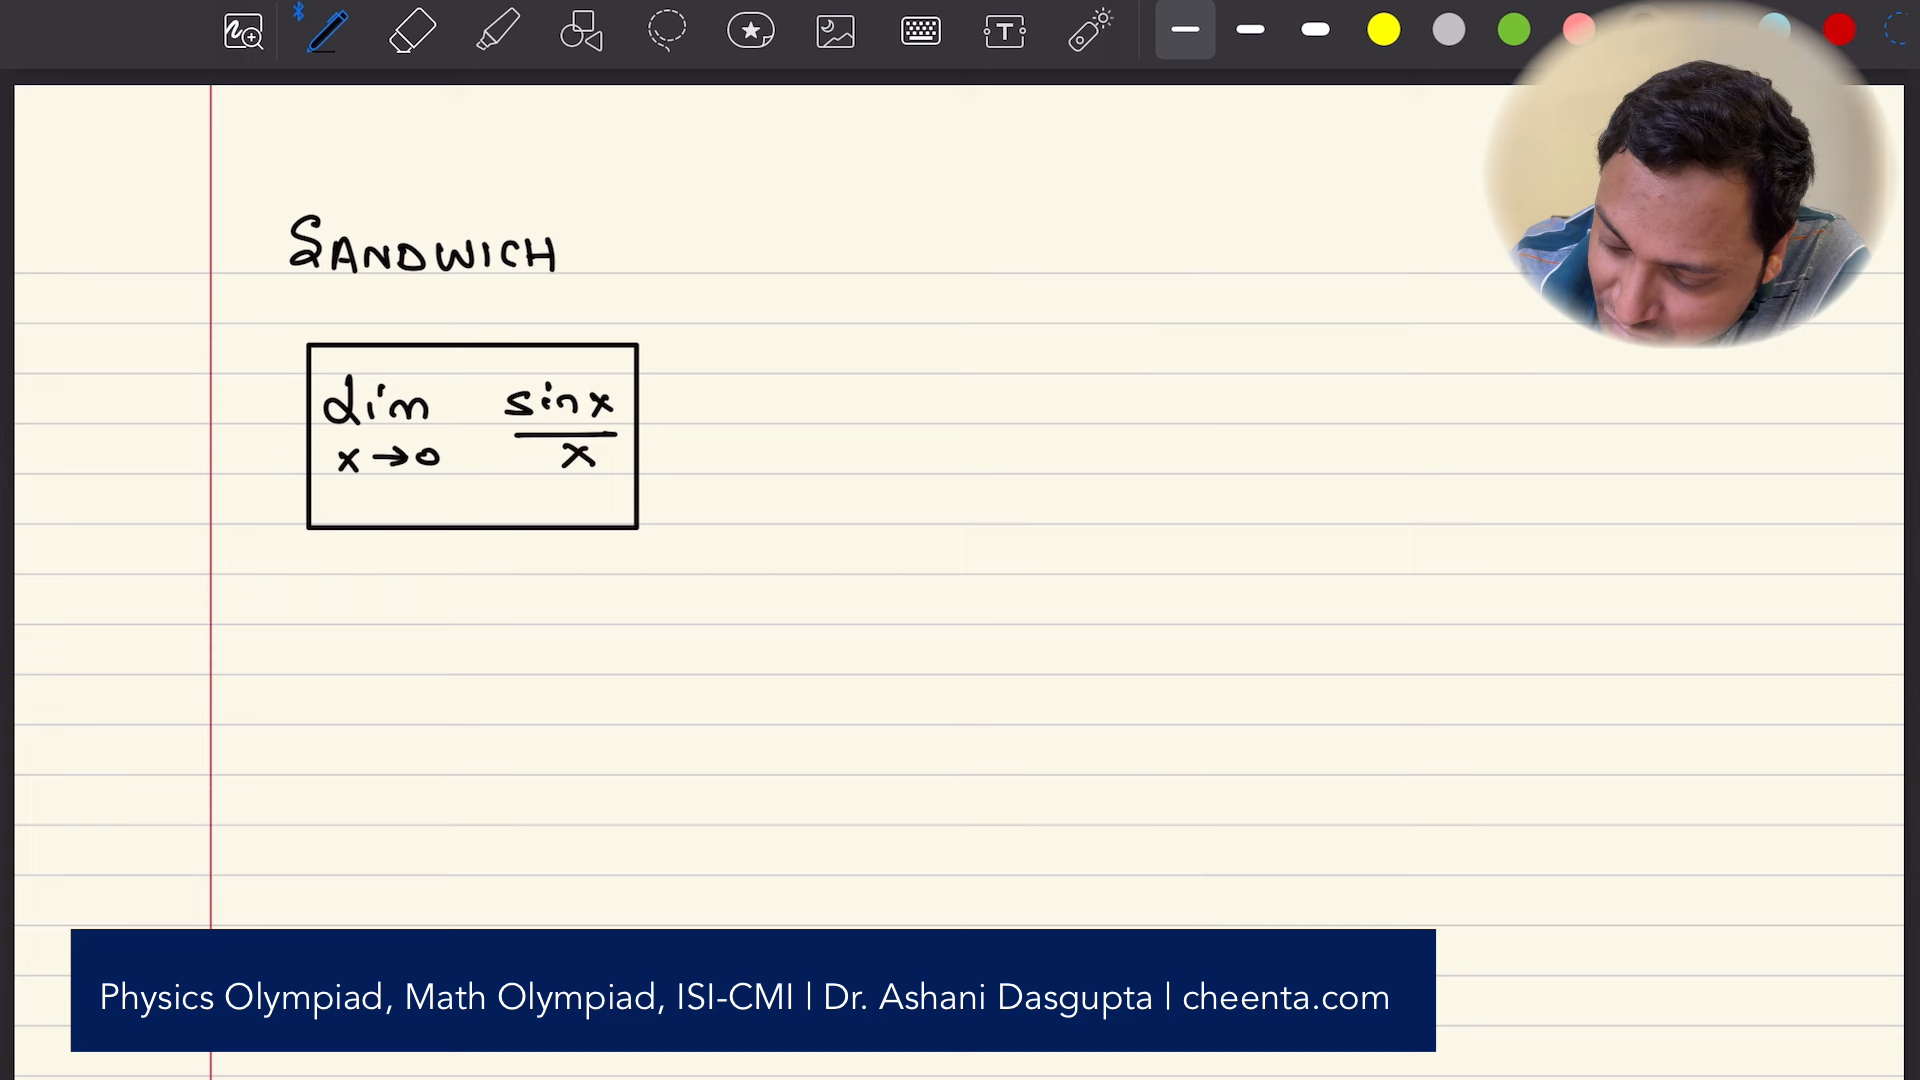 SANDWICH
lim sin x
x→0 x
Physics Olympiad, Math Olympiad, ISI-CMI | Dr. Ashani Dasgupta | cheenta.com